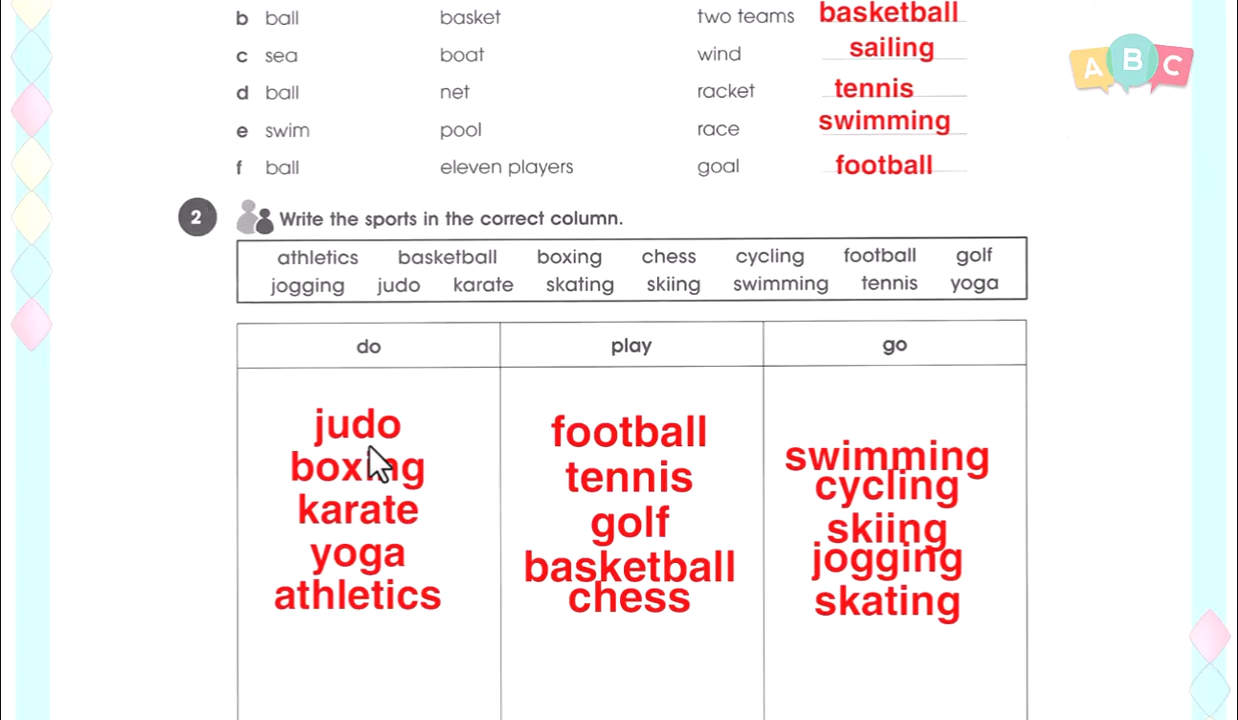 b ball basket two teams basketball
c sea boat wind sailing
d ball net racket tennis
e swim pool race swimming
f ball eleven players goal football
A B C
2 Write the sports in the correct column.
athletics basketball boxing chess cycling football golf
jogging judo karate skating skiing swimming tennis yoga
do play go
judo
boxing
karate
yoga
athletics
football
tennis
golf
basketball
chess
swimming
cycling
skiing
jogging
skating